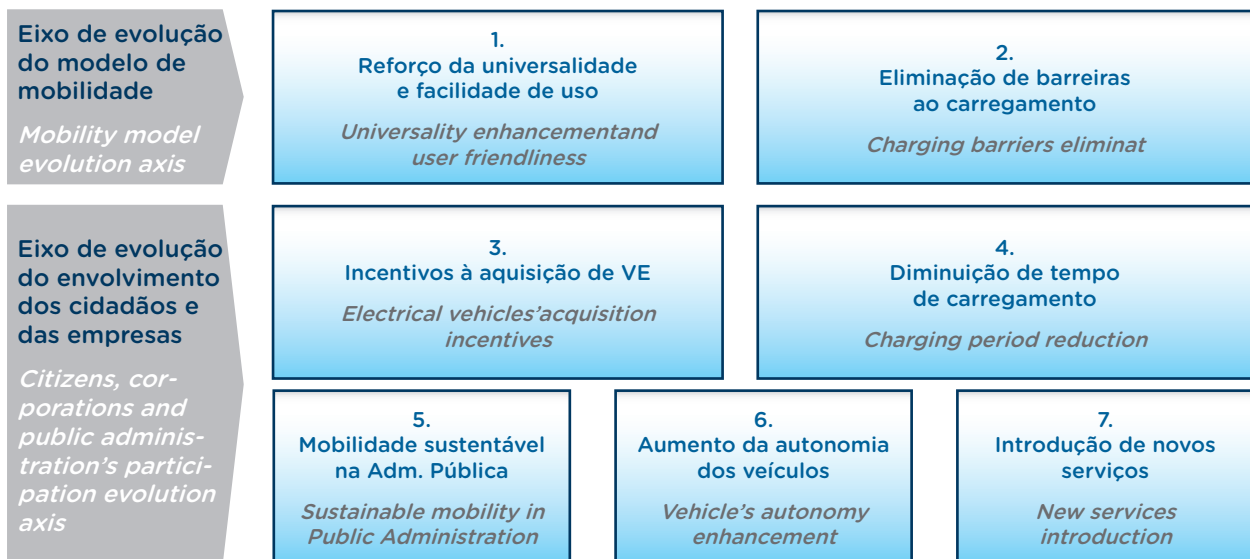 Eixo de evolução
do modelo de
mobilidade
Mobility model
evolution axis
1.
Reforço da universalidade
e facilidade de uso
Universality enhancementand
user friendliness
2.
Eliminação de barreiras
ao carregamento
Charging barriers eliminat
Eixo de evolução
do envolvimento
dos cidadãos e
das empresas
Citizens, cor-
porations and
public adminis-
tration's partici-
pation evolution
axis
3.
Incentivos à aquisição de VE
Electrical vehicles'acquisition
incentives
4.
Diminuição de tempo
de carregamento
Charging period reduction
5.
Mobilidade sustentável
na Adm. Pública
Sustainable mobility in
Public Administration
6.
Aumento da autonomia
dos veículos
Vehicle's autonomy
enhancement
7.
Introdução de novos
serviços
New services
introduction